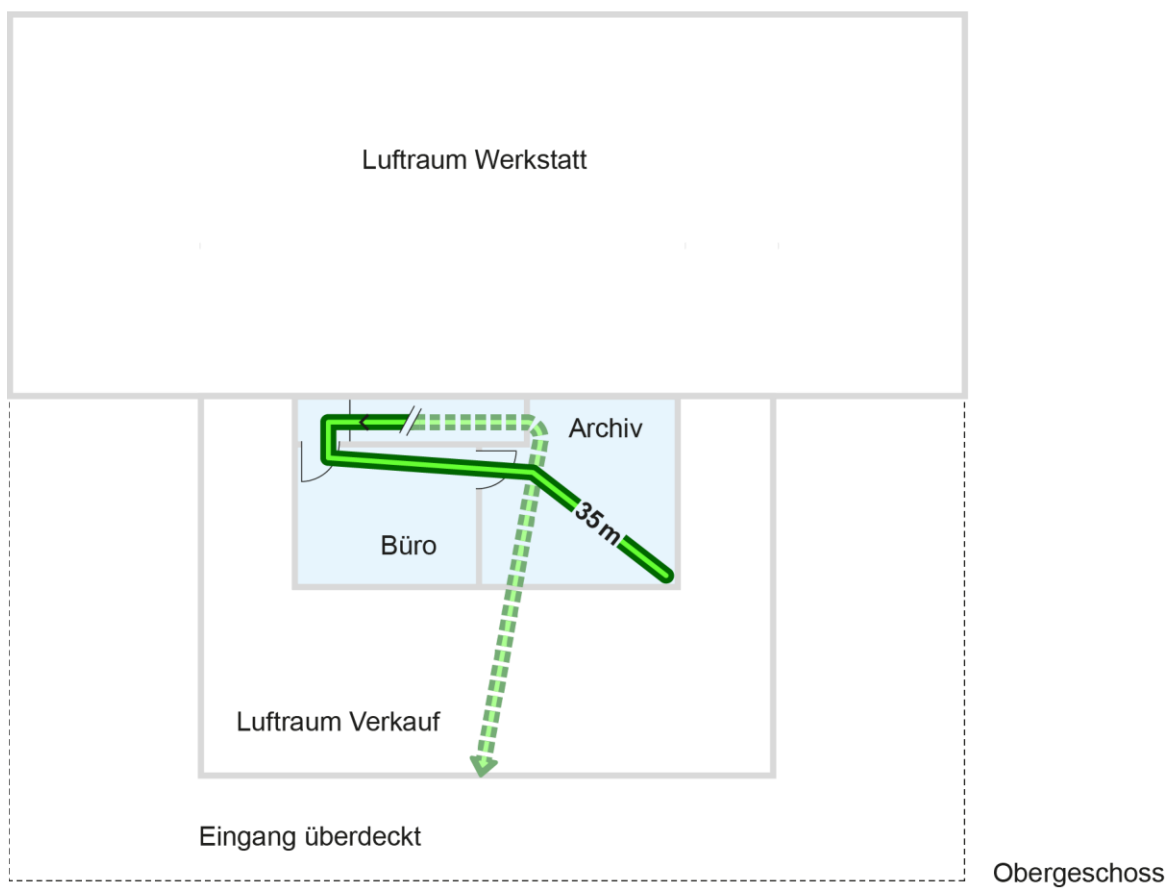 Luftraum Werkstatt
Archiv
35 m
Büro
Luftraum Verkauf
Eingang überdeckt
Obergeschoss